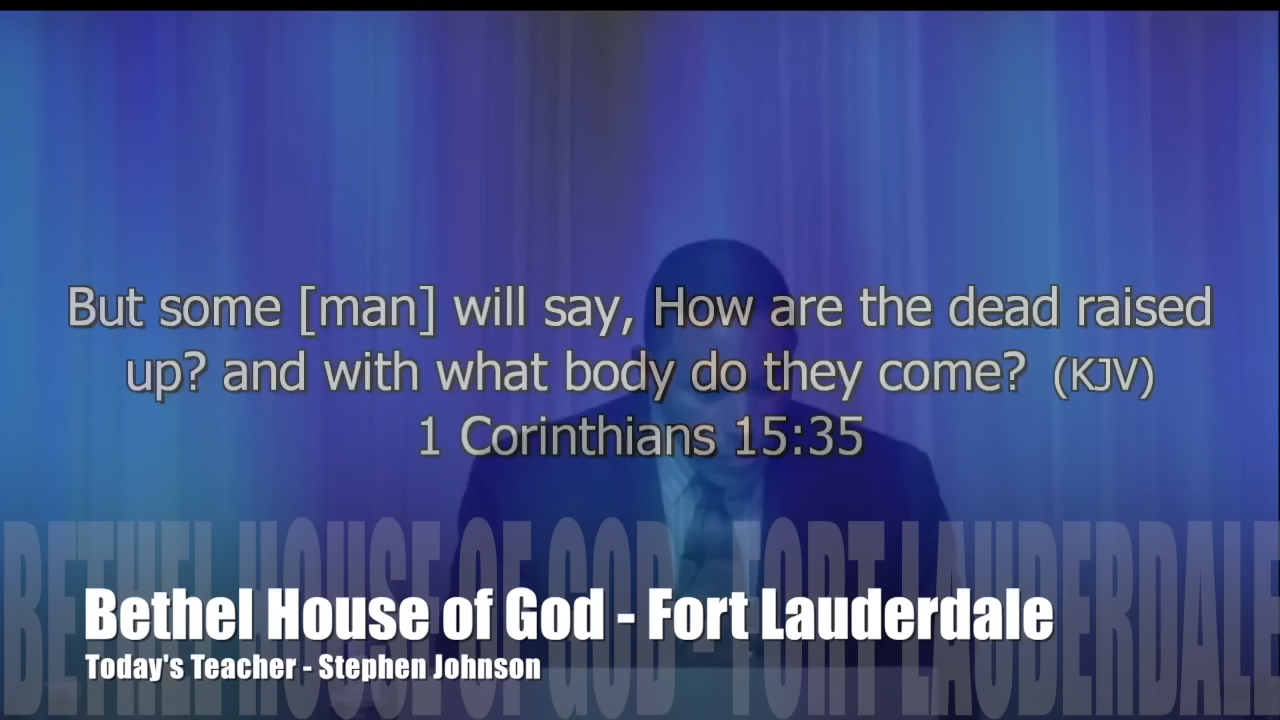 But some [man] will say, How are the dead raised
up? and with what body do they come? (KJV)
1 Corinthians 15:35
BETHEL HOUSE OF GOD - FORT LAUDERDALE
Bethel House of God - Fort Lauderdale
Today's Teacher - Stephen Johnson